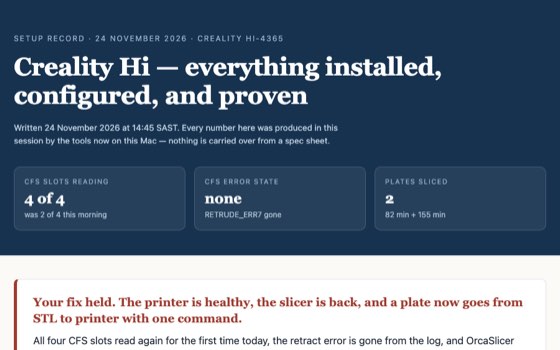 SETUP RECORD · 24 NOVEMBER 2026 · CREALITY HI-4365
Creality Hi — everything installed,
configured, and proven
Written 24 November 2026 at 14:45 SAST. Every number here was produced in this
session by the tools now on this Mac — nothing is carried over from a spec sheet.
CFS SLOTS READING
4 of 4
was 2 of 4 this morning
CFS ERROR STATE
none
RETRUDE_ERR7 gone
PLATES SLICED
2
82 min + 155 min
Your fix held. The printer is healthy, the slicer is back, and a plate now goes from
STL to printer with one command.
All four CFS slots read again for the first time today, the retract error is gone from the log, and OrcaSlicer